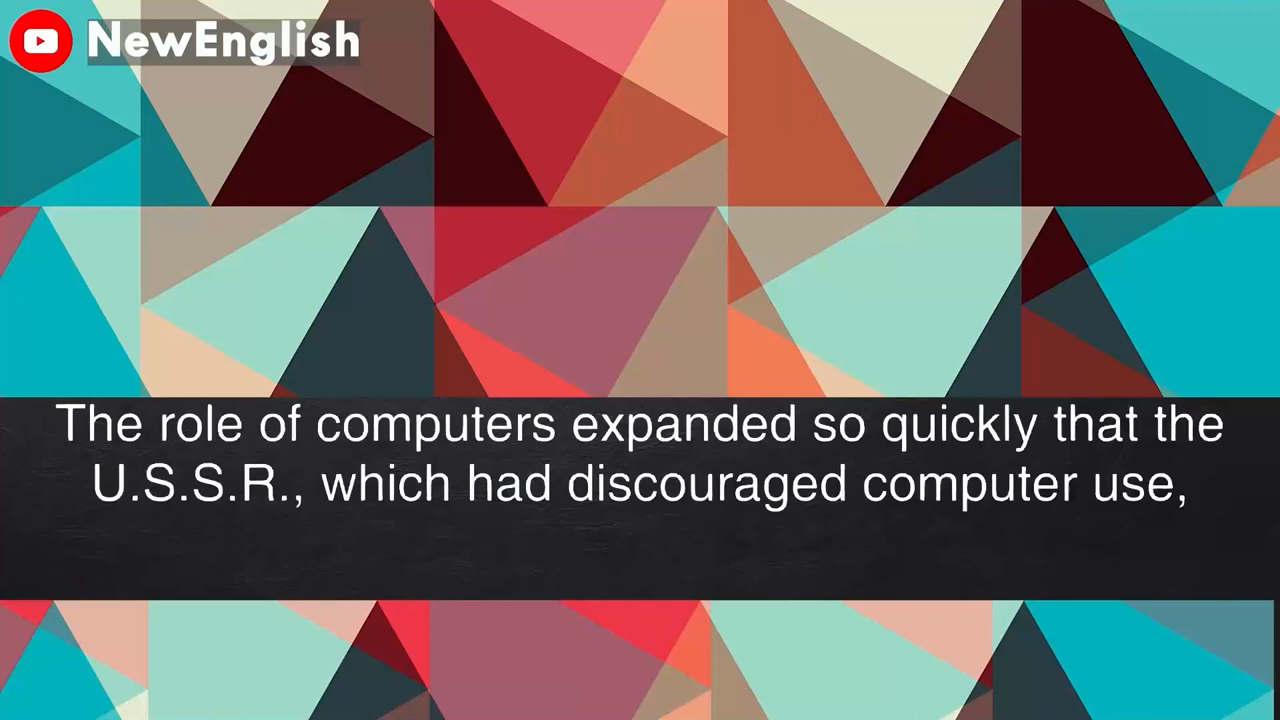 NewEnglish
The role of computers expanded so quickly that the
U.S.S.R., which had discouraged computer use,